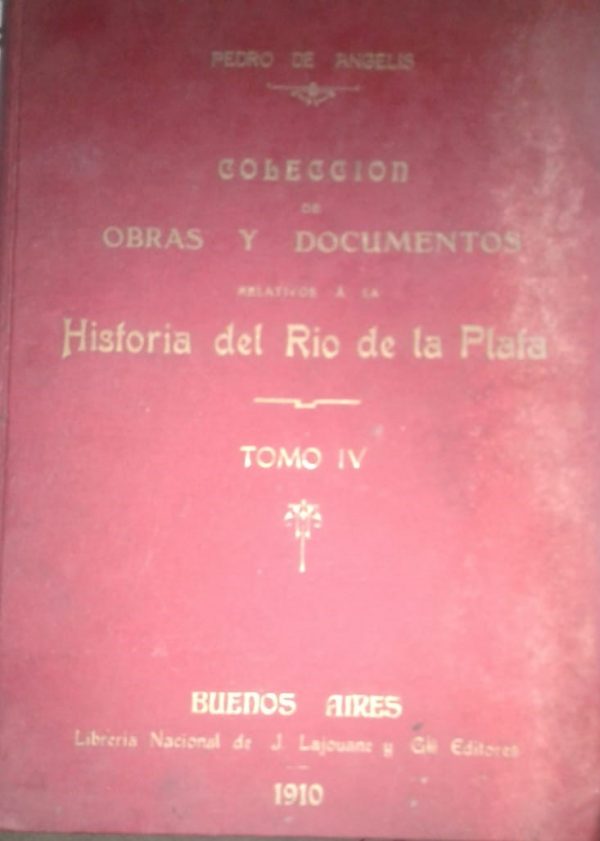 PEDRO DE ANGELIS
COLECCION
DE
OBRAS Y DOCUMENTOS
RELATIVOS Á LA
Historia del Rio de la Plata
TOMO IV
BUENOS AIRES
Libreria Nacional de J. Lajouane y Cia Editores
1910